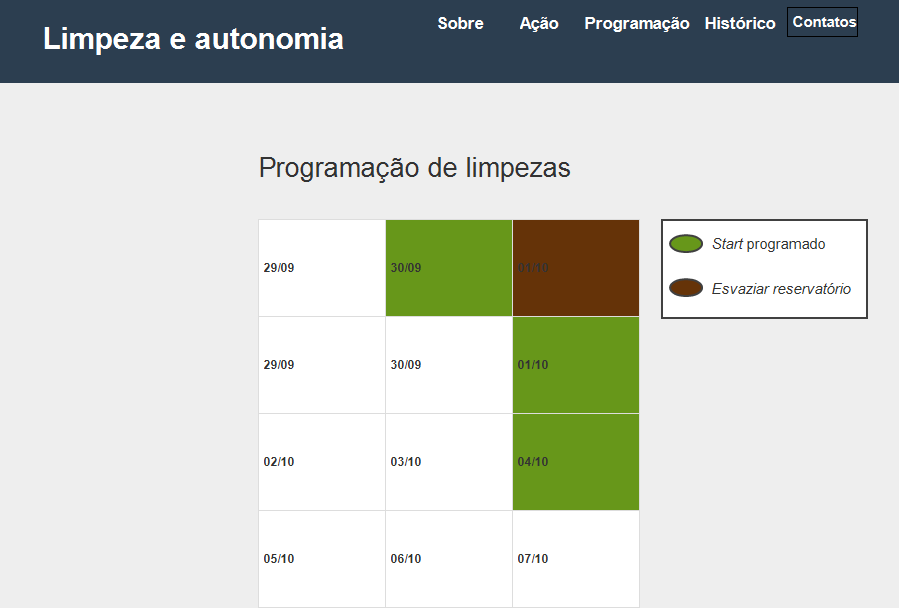 Limpeza e autonomia
Sobre Ação Programação Histórico Contatos
Programação de limpezas
29/09 30/09 01/10
Start programado
Esvaziar reservatório
29/09 30/09 01/10
02/10 03/10 04/10
05/10 06/10 07/10